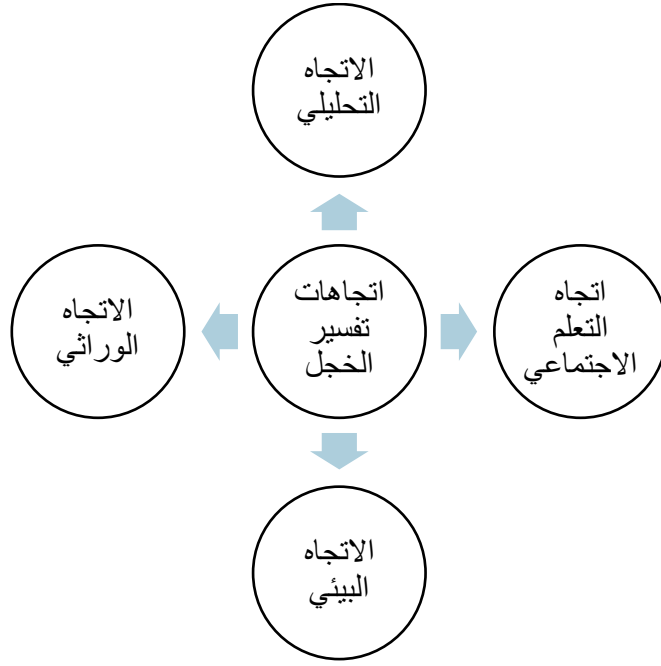 الاتجاه
التحليلي
اتجاهات
تفسير
الخجل
اتجاه
التعلم
الاجتماعي
الاتجاه
البيئي
الاتجاه
الوراثي